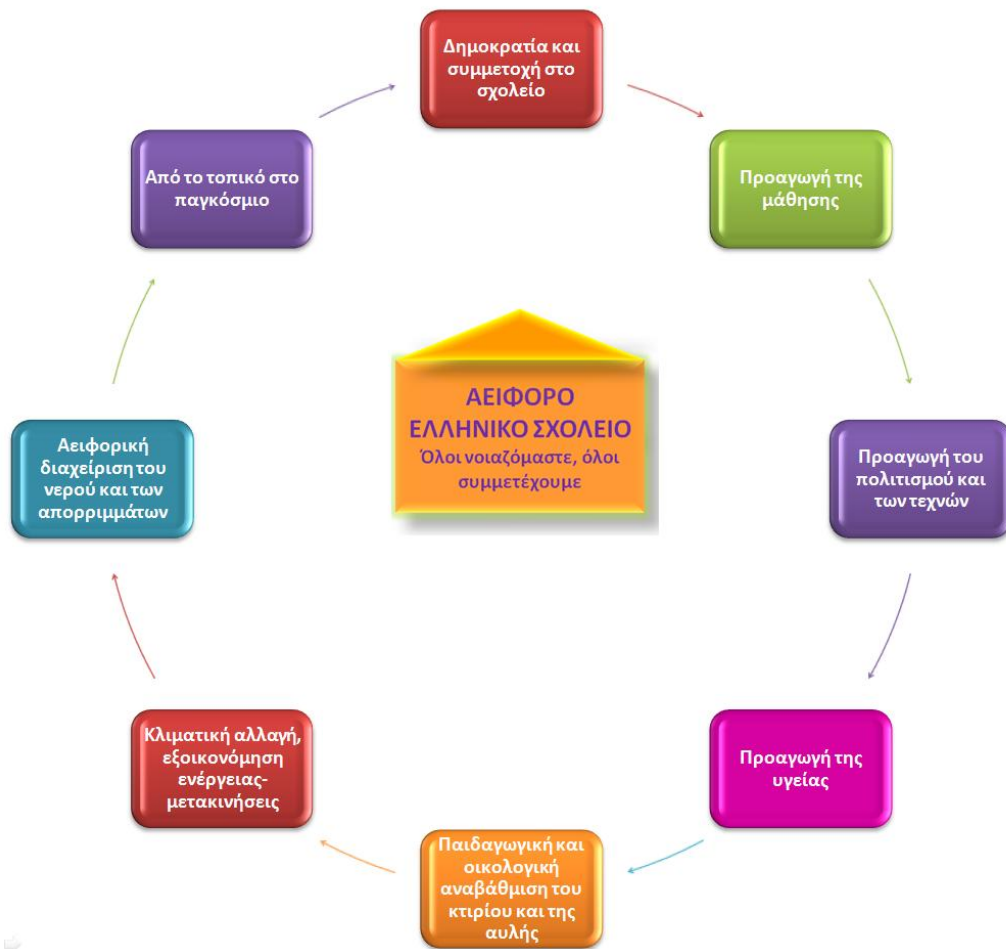 Δημοκρατία και
συμμετοχή στο
σχολείο
Προαγωγή της
μάθησης
Προαγωγή του
πολιτισμού και
των τεχνών
Προαγωγή της
υγείας
Παιδαγωγική και
οικολογική
αναβάθμιση του
κτιρίου και της
αυλής
Κλιματική αλλαγή,
εξοικονόμηση
ενέργειας-
μετακινήσεις
Αειφορική
διαχείριση του
νερού και των
απορριμμάτων
Από το τοπικό στο
παγκόσμιο
ΑΕΙΦΟΡΟ
ΕΛΛΗΝΙΚΟ ΣΧΟΛΕΙΟ
Όλοι νοιαζόμαστε, όλοι
συμμετέχουμε